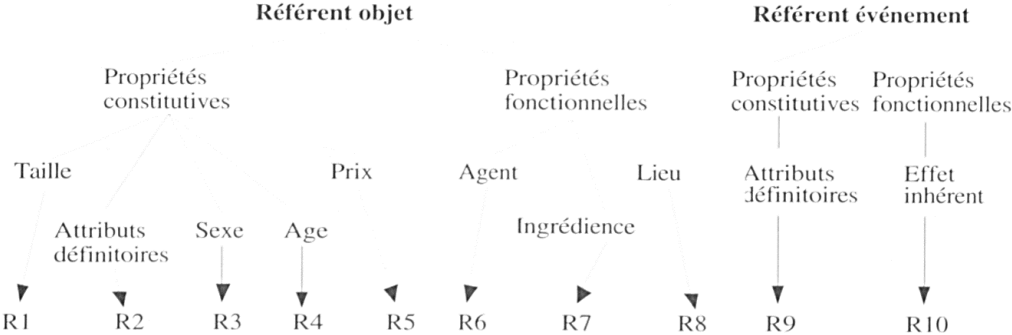 Référent objet
Référent événement
Propriétés
constitutives
Propriétés
fonctionnelles
Propriétés
constitutives
Propriétés
fonctionnelles
Taille
Prix
Agent
Lieu
Attributs
définitoires
Effet
inhérent
Attributs
définitoires
Sexe
Age
Ingrédience
R1
R2
R3
R4
R5
R6
R7
R8
R9
R10